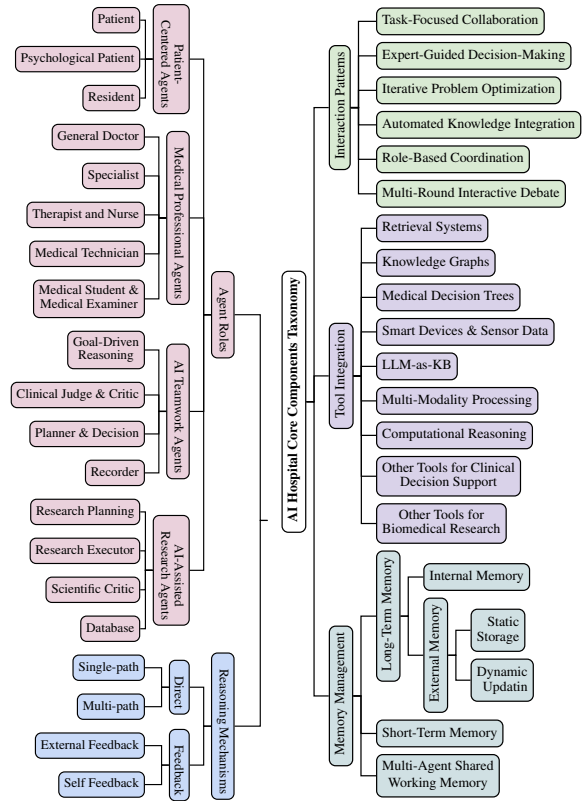 Patient
Psychological Patient
Resident
Patient-
Centered Agents
General Doctor
Specialist
Therapist and Nurse
Medical Technician
Medical Student &
Medical Examiner
Medical Professional Agents
Goal-Driven
Reasoning
Clinical Judge & Critic
Planner & Decision
Recorder
AI Teamwork Agents
Research Planning
Research Executor
Scientific Critic
Database
AI-Assisted
Research Agents
Agent Roles
Single-path
Multi-path
Direct
External Feedback
Self Feedback
Feedback
Reasoning Mechanisms
AI Hospital Core Components Taxonomy
Interaction Patterns
Task-Focused Collaboration
Expert-Guided Decision-Making
Iterative Problem Optimization
Automated Knowledge Integration
Role-Based Coordination
Multi-Round Interactive Debate
Tool Integration
Retrieval Systems
Knowledge Graphs
Medical Decision Trees
Smart Devices & Sensor Data
LLM-as-KB
Multi-Modality Processing
Computational Reasoning
Other Tools for Clinical
Decision Support
Other Tools for
Biomedical Research
Memory Management
Long-Term Memory
Internal Memory
External Memory
Static
Storage
Dynamic
Updatin
Short-Term Memory
Multi-Agent Shared
Working Memory